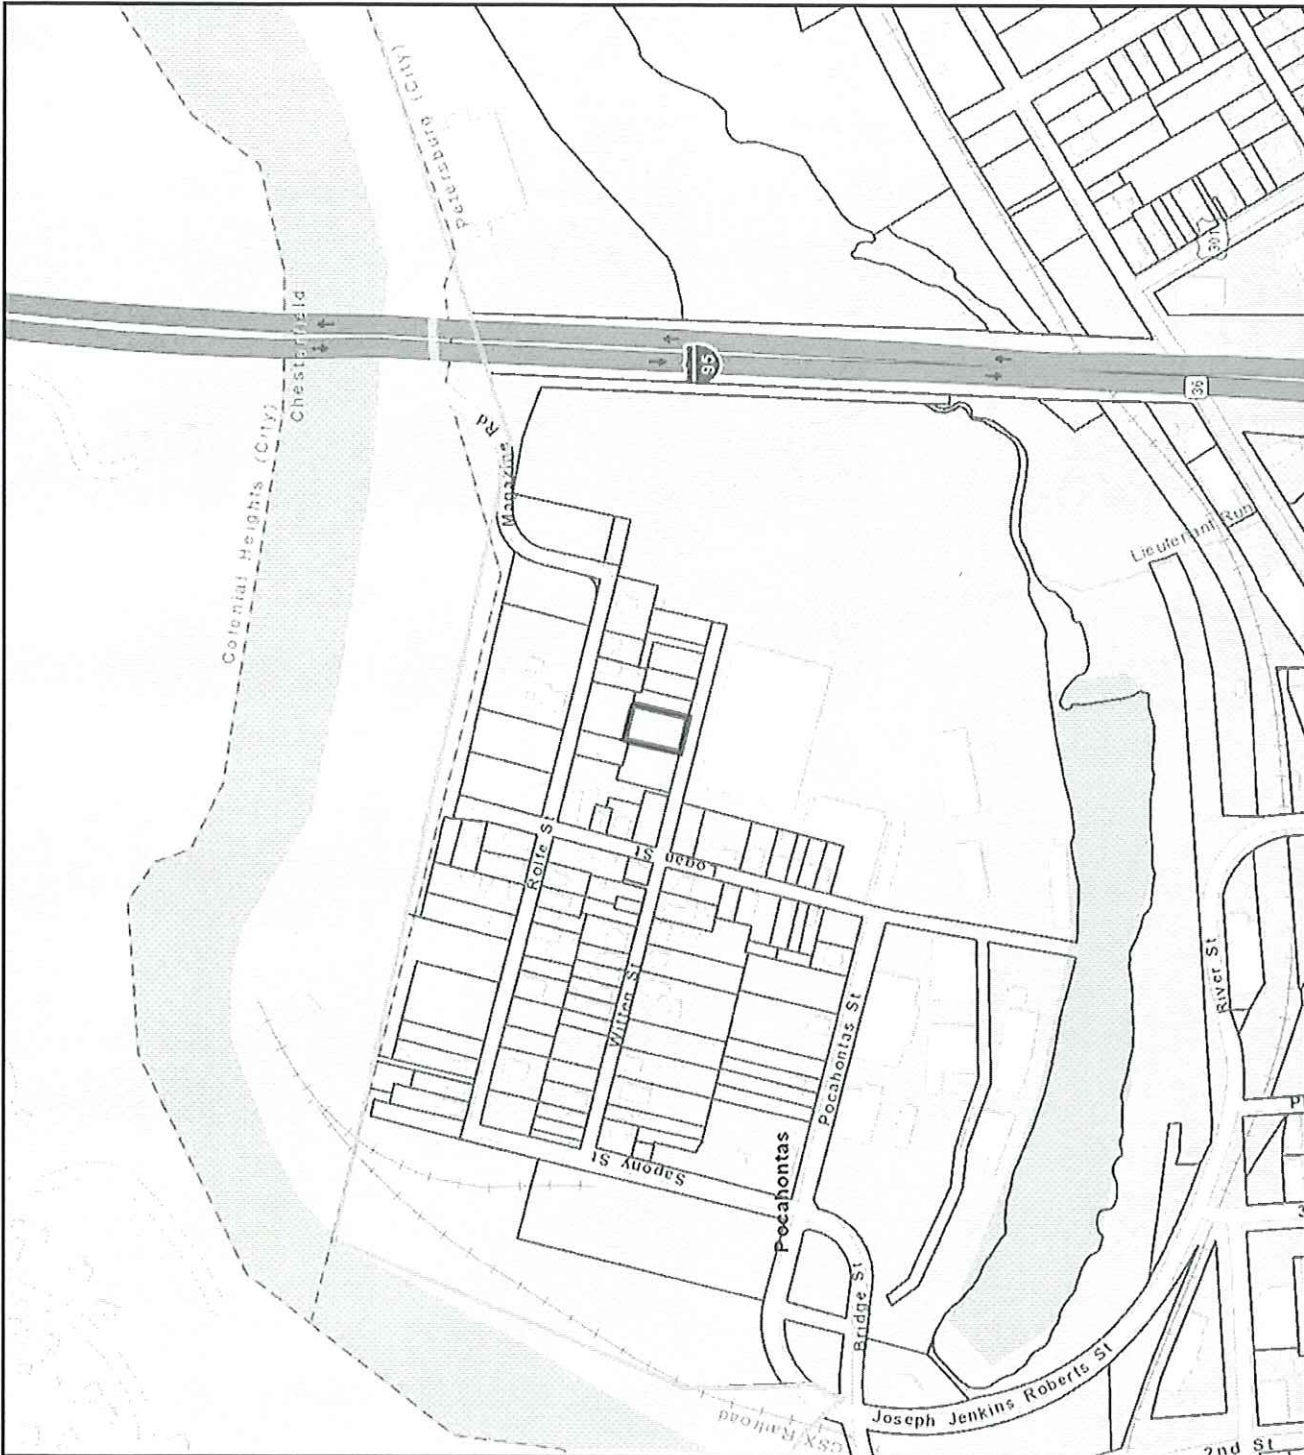 Petersburg (City)
301
Chesterfield
Colonial Heights (City)
95
36
Magazine Rd
Lieutenant Run
Rolfe St
Logan St
Witten St
River St
Pocahontas St
Sapony St
Pocahontas
Bridge St
Joseph Jenkins Roberts St
CSX Railroad
2nd St